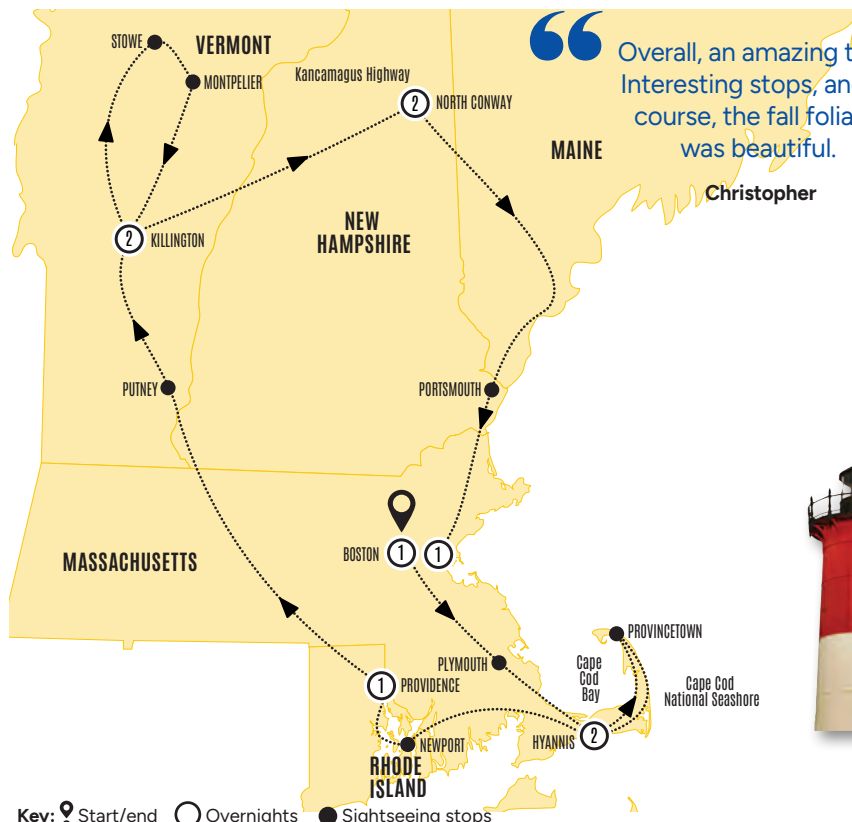 STOWE
VERMONT
MONTPELIER
Kancamagus Highway
2
NORTH CONWAY
MAINE
“
Overall, an amazing t
Interesting stops, an
course, the fall folia
was beautiful.
Christopher
2
KILLINGTON
NEW
HAMPSHIRE
PUTNEY
PORTSMOUTH
MASSACHUSETTS
BOSTON
1
1
PLYMOUTH
PROVINCETOWN
Cape
Cod
Bay
Cape Cod
National Seashore
1
PROVIDENCE
NEWPORT
HYANNIS
2
RHODE
ISLAND
Key: Start/end Overnights Sightseeing stops